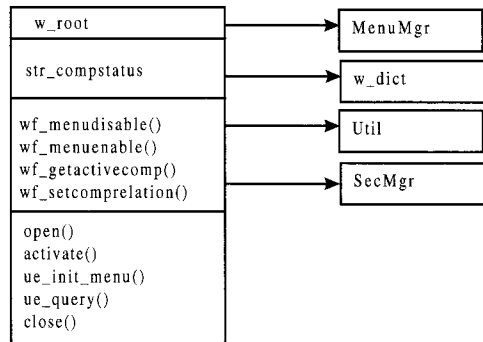 w_root
MenuMgr
str_compstatus
w_dict
wf_menudisable()
wf_menuenable()
wf_getactivecomp()
wf_setcomprelation()
Util
SecMgr
open()
activate()
ue_init_menu()
ue_query()
close()